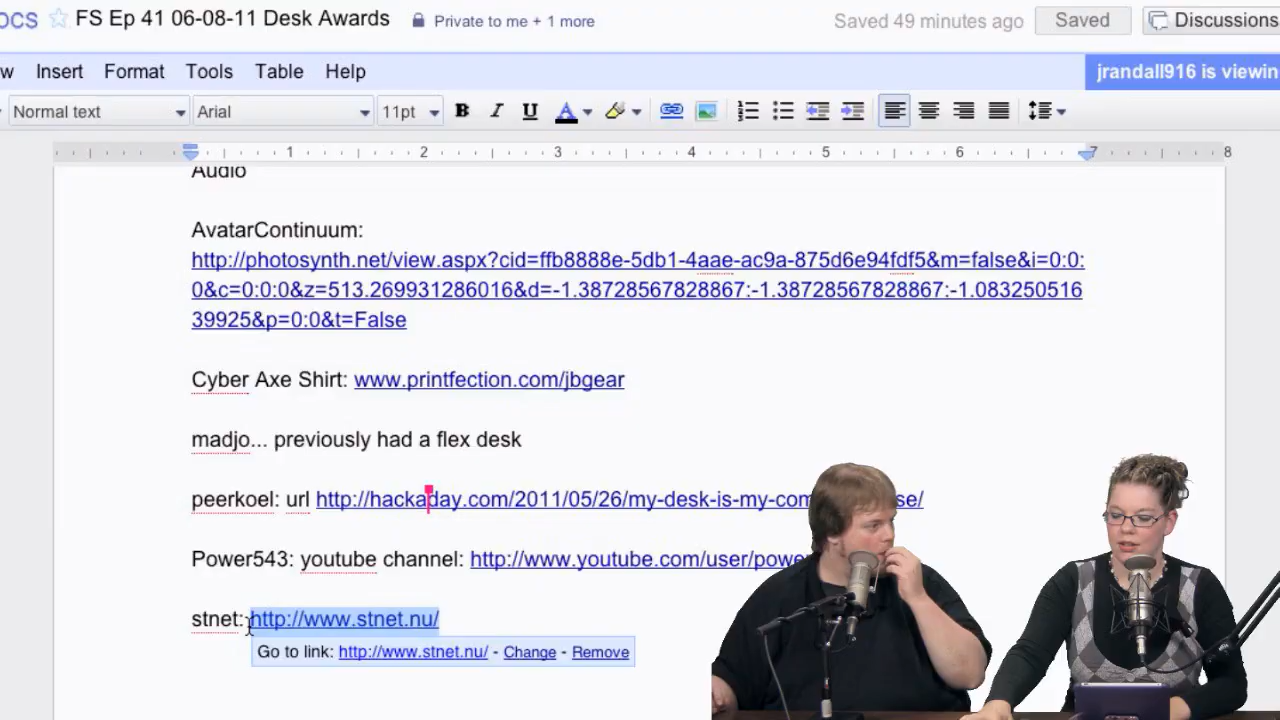 OCS FS Ep 41 06-08-11 Desk Awards Private to me + 1 more Saved 49 minutes ago Saved Discussions
w Insert Format Tools Table Help jrandall916 is viewin
Normal text Arial 11pt B I U A
1 2 3 4 5 6 7 8
Audio
AvatarContinuum:
http://photosynth.net/view.aspx?cid=ffb8888e-5db1-4aae-ac9a-875d6e94fdf5&m=false&i=0:0:
0&c=0:0:0&z=513.269931286016&d=-1.38728567828867:-1.38728567828867:-1.083250516
39925&p=0:0&t=False
Cyber Axe Shirt: www.printfection.com/jbgear
madjo... previously had a flex desk
peerkoel: url http://hackaday.com/2011/05/26/my-desk-is-my-com se/
Power543: youtube channel: http://www.youtube.com/user/powe
stnet: http://www.stnet.nu/
Go to link: http://www.stnet.nu/ - Change - Remove